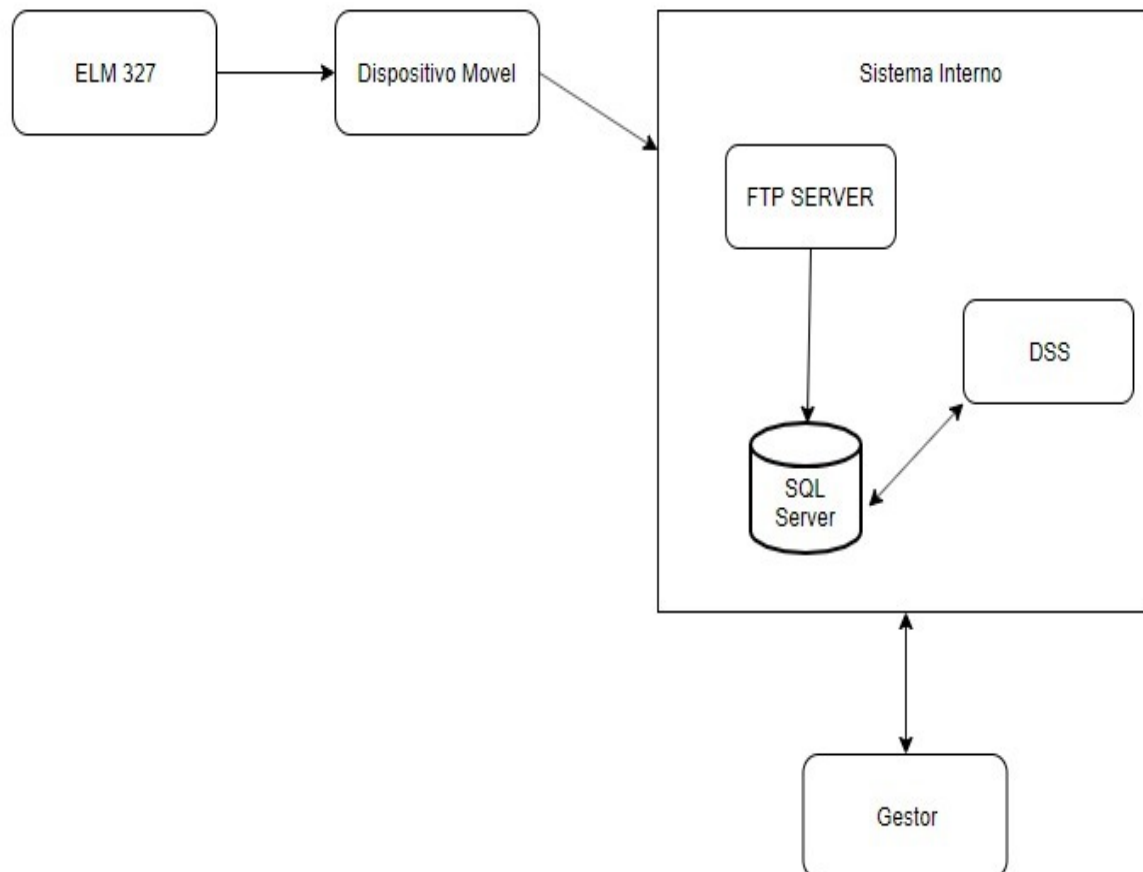 ELM 327
Dispositivo Movel
Sistema Interno
FTP SERVER
DSS
SQL
Server
Gestor